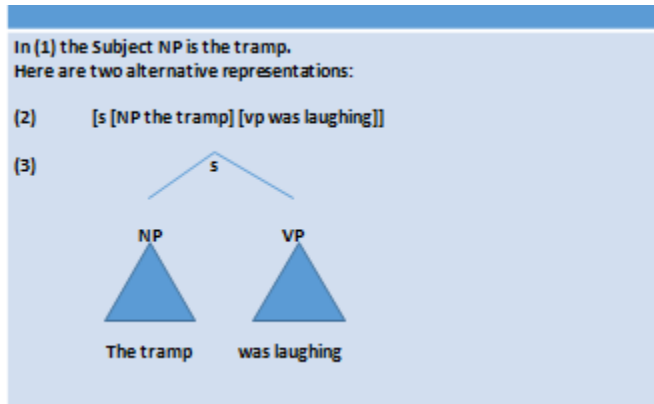 In (1) the Subject NP is the tramp.
Here are two alternative representations:
(2) [s [NP the tramp] [vp was laughing]]
(3) s
NP VP
The tramp was laughing